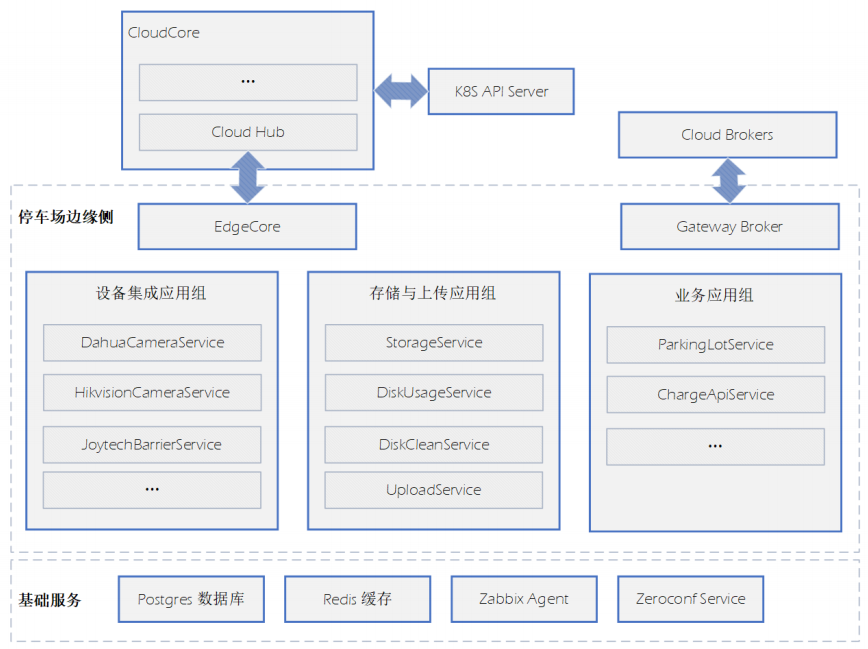 CloudCore
...
Cloud Hub
K8S API Server
Cloud Brokers
停车场边缘侧
EdgeCore
Gateway Broker
设备集成应用组
DahuaCameraService
HikvisionCameraService
JoytechBarrierService
...
存储与上传应用组
StorageService
DiskUsageService
DiskCleanService
UploadService
业务应用组
ParkingLotService
ChargeApiService
...
基础服务
Postgres 数据库
Redis 缓存
Zabbix Agent
Zeroconf Service